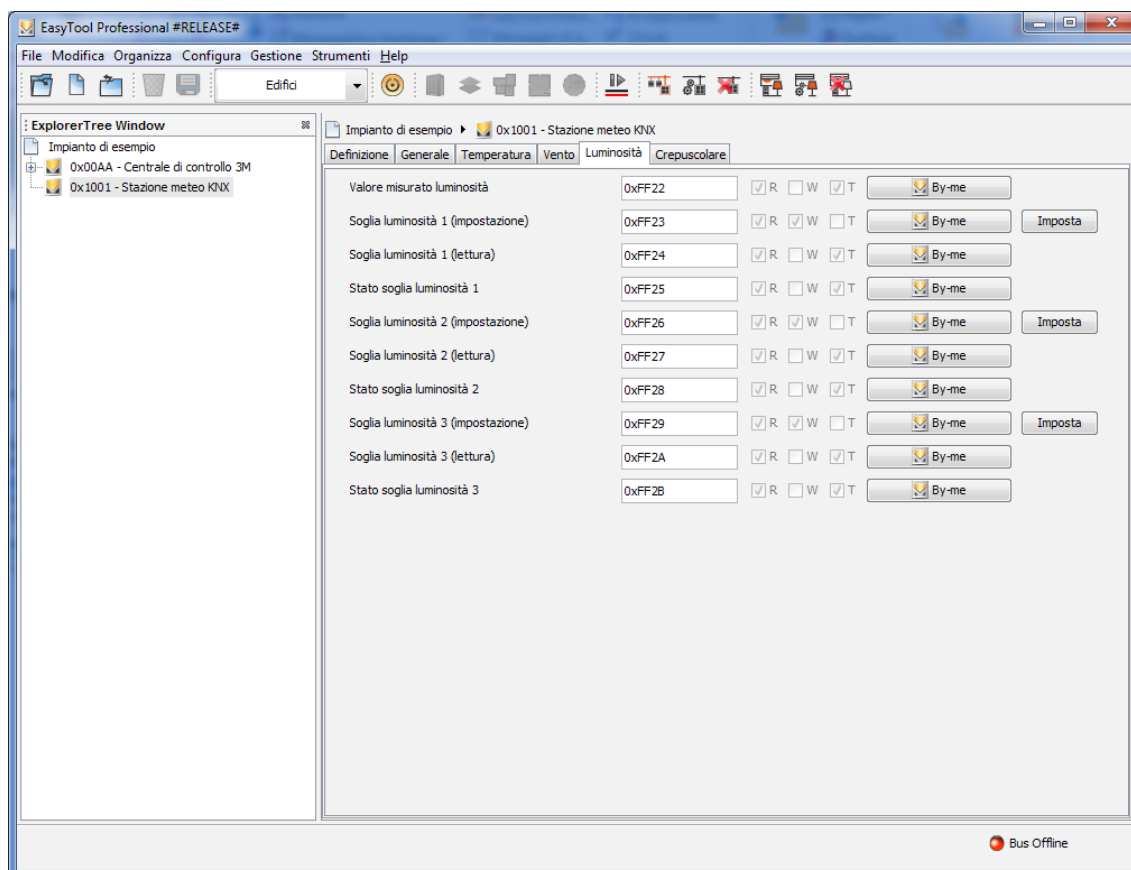 EasyTool Professional #RELEASE#
File Modifica Organizza Configura Gestione Strumenti Help
Edifici
ExplorerTree Window
Impianto di esempio
0x00AA - Centrale di controllo 3M
0x1001 - Stazione meteo KNX
Impianto di esempio 0x1001 - Stazione meteo KNX
Definizione Generale Temperatura Vento Luminosità Crepuscolare
Valore misurato luminosità 0xFF22 R W T By-me
Soglia luminosità 1 (impostazione) 0xFF23 R W T By-me Imposta
Soglia luminosità 1 (lettura) 0xFF24 R W T By-me
Stato soglia luminosità 1 0xFF25 R W T By-me
Soglia luminosità 2 (impostazione) 0xFF26 R W T By-me Imposta
Soglia luminosità 2 (lettura) 0xFF27 R W T By-me
Stato soglia luminosità 2 0xFF28 R W T By-me
Soglia luminosità 3 (impostazione) 0xFF29 R W T By-me Imposta
Soglia luminosità 3 (lettura) 0xFF2A R W T By-me
Stato soglia luminosità 3 0xFF2B R W T By-me
Bus Offline